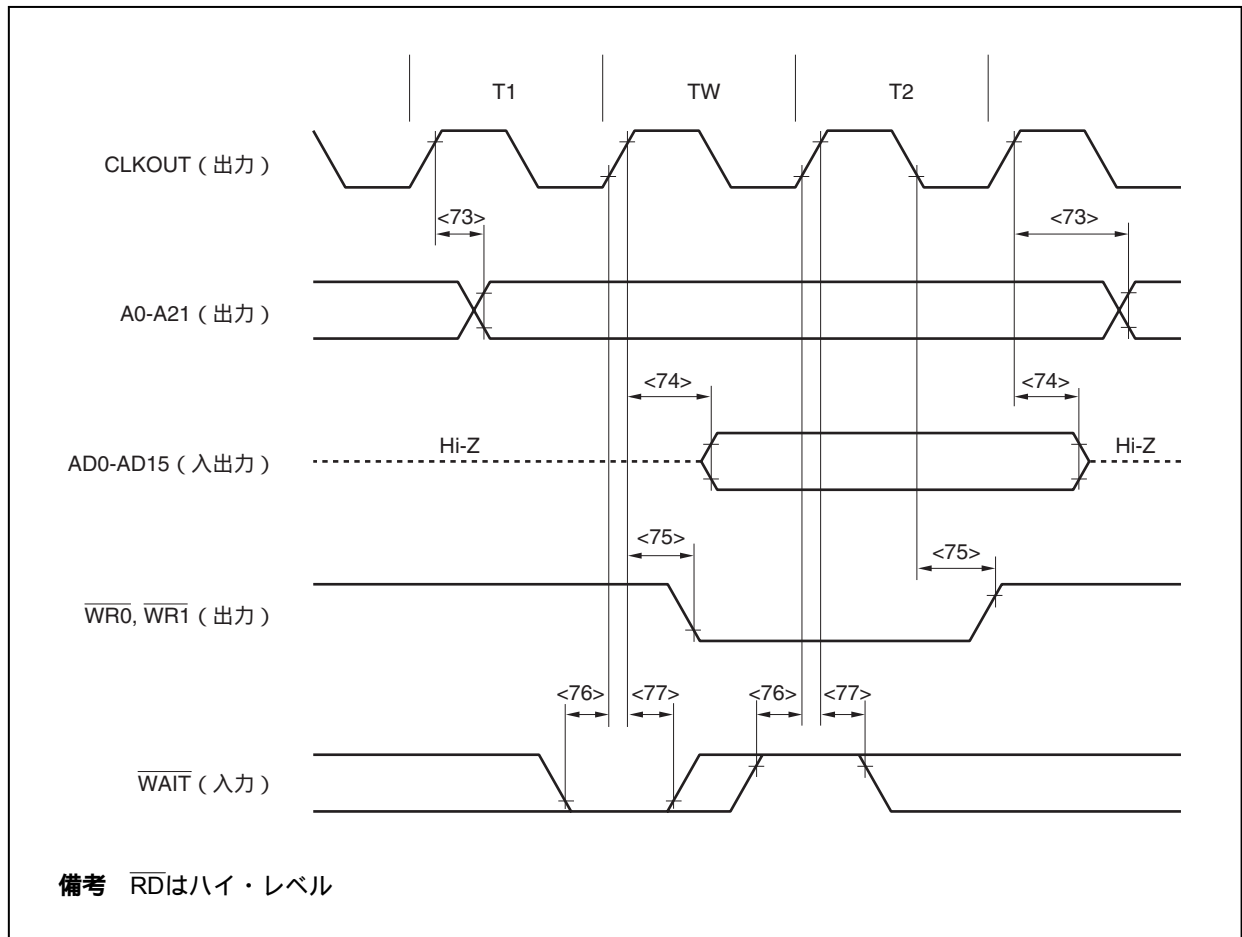 T1 TW T2
CLKOUT（出力）
<73> <73>
A0-A21（出力）
<74> <74>
Hi-Z Hi-Z
AD0-AD15（入出力）
<75> <75>
WR0, WR1（出力）
<76> <77> <76> <77>
WAIT（入力）
備考 RDはハイ・レベル